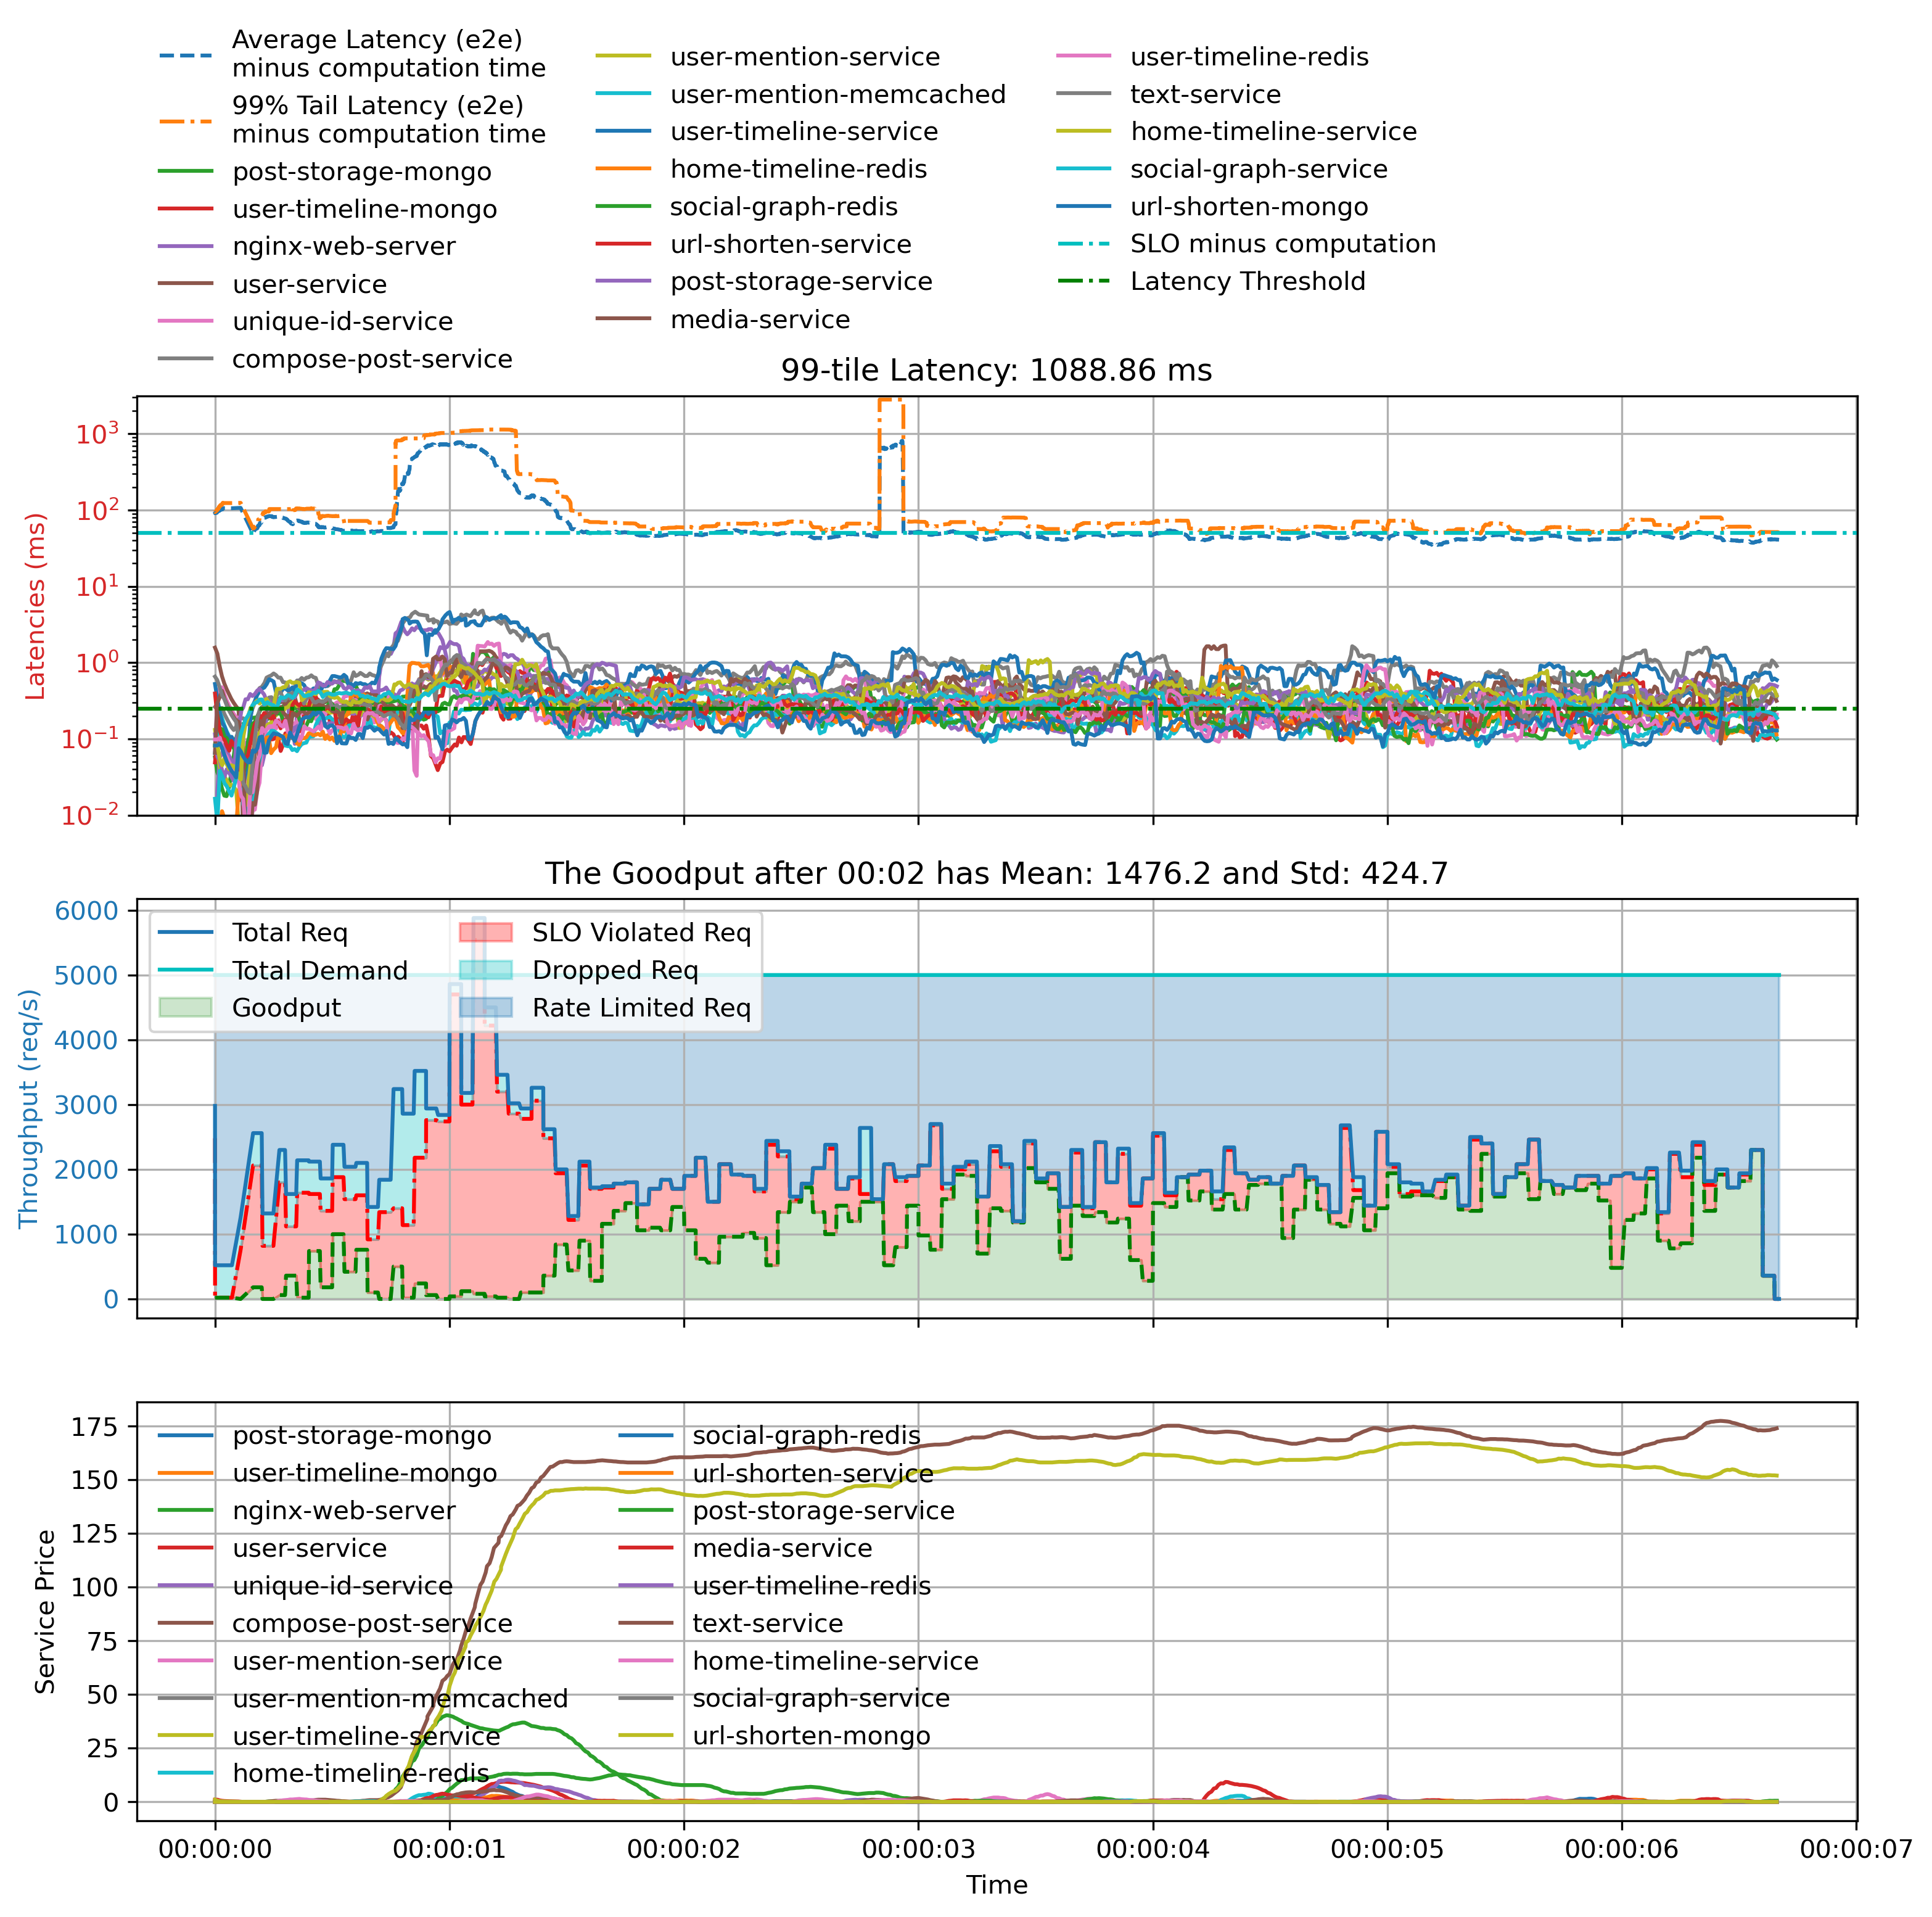 Average Latency (e2e)
minus computation time
99% Tail Latency (e2e)
minus computation time
post-storage-mongo
user-timeline-mongo
nginx-web-server
user-service
unique-id-service
compose-post-service
user-mention-service
user-mention-memcached
user-timeline-service
home-timeline-redis
social-graph-redis
url-shorten-service
post-storage-service
media-service
user-timeline-redis
text-service
home-timeline-service
social-graph-service
url-shorten-mongo
SLO minus computation
Latency Threshold
99-tile Latency: 1088.86 ms
Latencies (ms)
10³
10²
10¹
10⁰
10⁻¹
10⁻²
The Goodput after 00:02 has Mean: 1476.2 and Std: 424.7
Throughput (req/s)
6000
5000
4000
3000
2000
1000
0
Total Req
Total Demand
Goodput
SLO Violated Req
Dropped Req
Rate Limited Req
Service Price
175
150
125
100
75
50
25
0
post-storage-mongo
user-timeline-mongo
nginx-web-server
user-service
unique-id-service
compose-post-service
user-mention-service
user-mention-memcached
user-timeline-service
home-timeline-redis
social-graph-redis
url-shorten-service
post-storage-service
media-service
user-timeline-redis
text-service
home-timeline-service
social-graph-service
url-shorten-mongo
00:00:00 00:00:01 00:00:02 00:00:03 00:00:04 00:00:05 00:00:06 00:00:07
Time